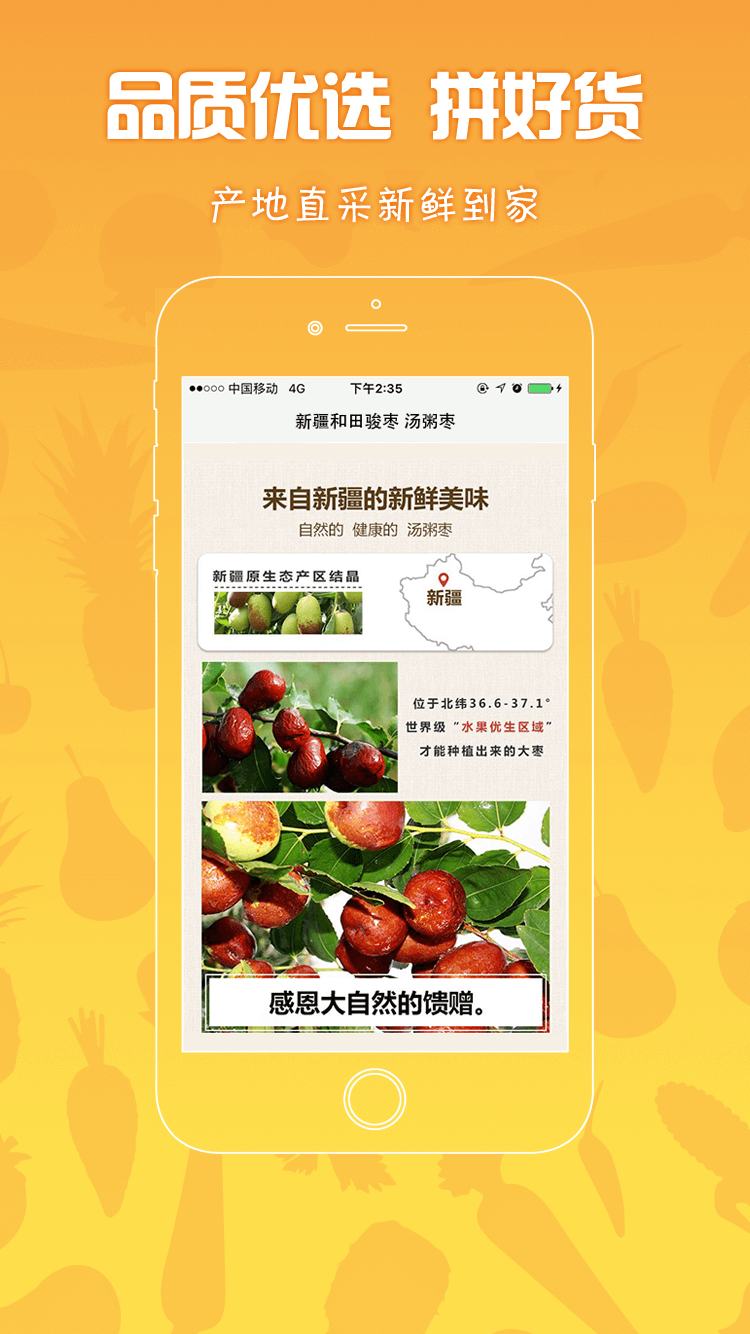 品质优选 拼好货
产地直采新鲜到家
中国移动 4G 下午2:35
新疆和田骏枣 汤粥枣
来自新疆的新鲜美味
自然的 健康的 汤粥枣
新疆原生态产区结晶
新疆
位于北纬36.6-37.1°
世界级“水果优生区域”
才能种植出来的大枣
感恩大自然的馈赠。